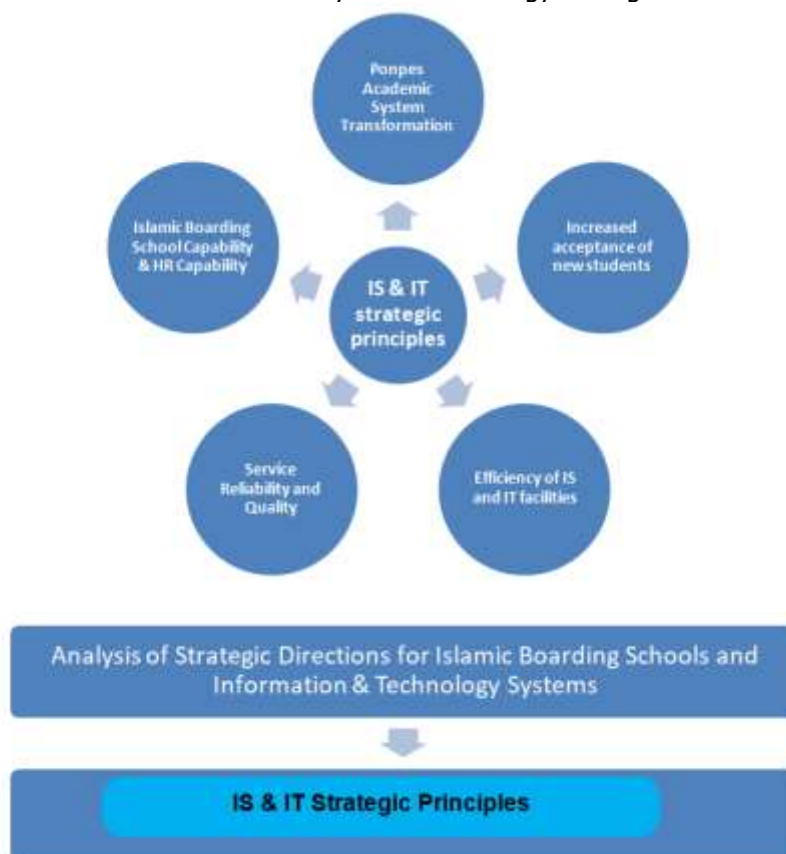 Ponpes
Academic
System
Transformation
Islamic Boarding
School Capability
& HR Capability
Increased
acceptance of
new students
IS & IT
strategic
principles
Service
Reliability and
Quality
Efficiency of IS
and IT facilities
Analysis of Strategic Directions for Islamic Boarding Schools and
Information & Technology Systems
IS & IT Strategic Principles